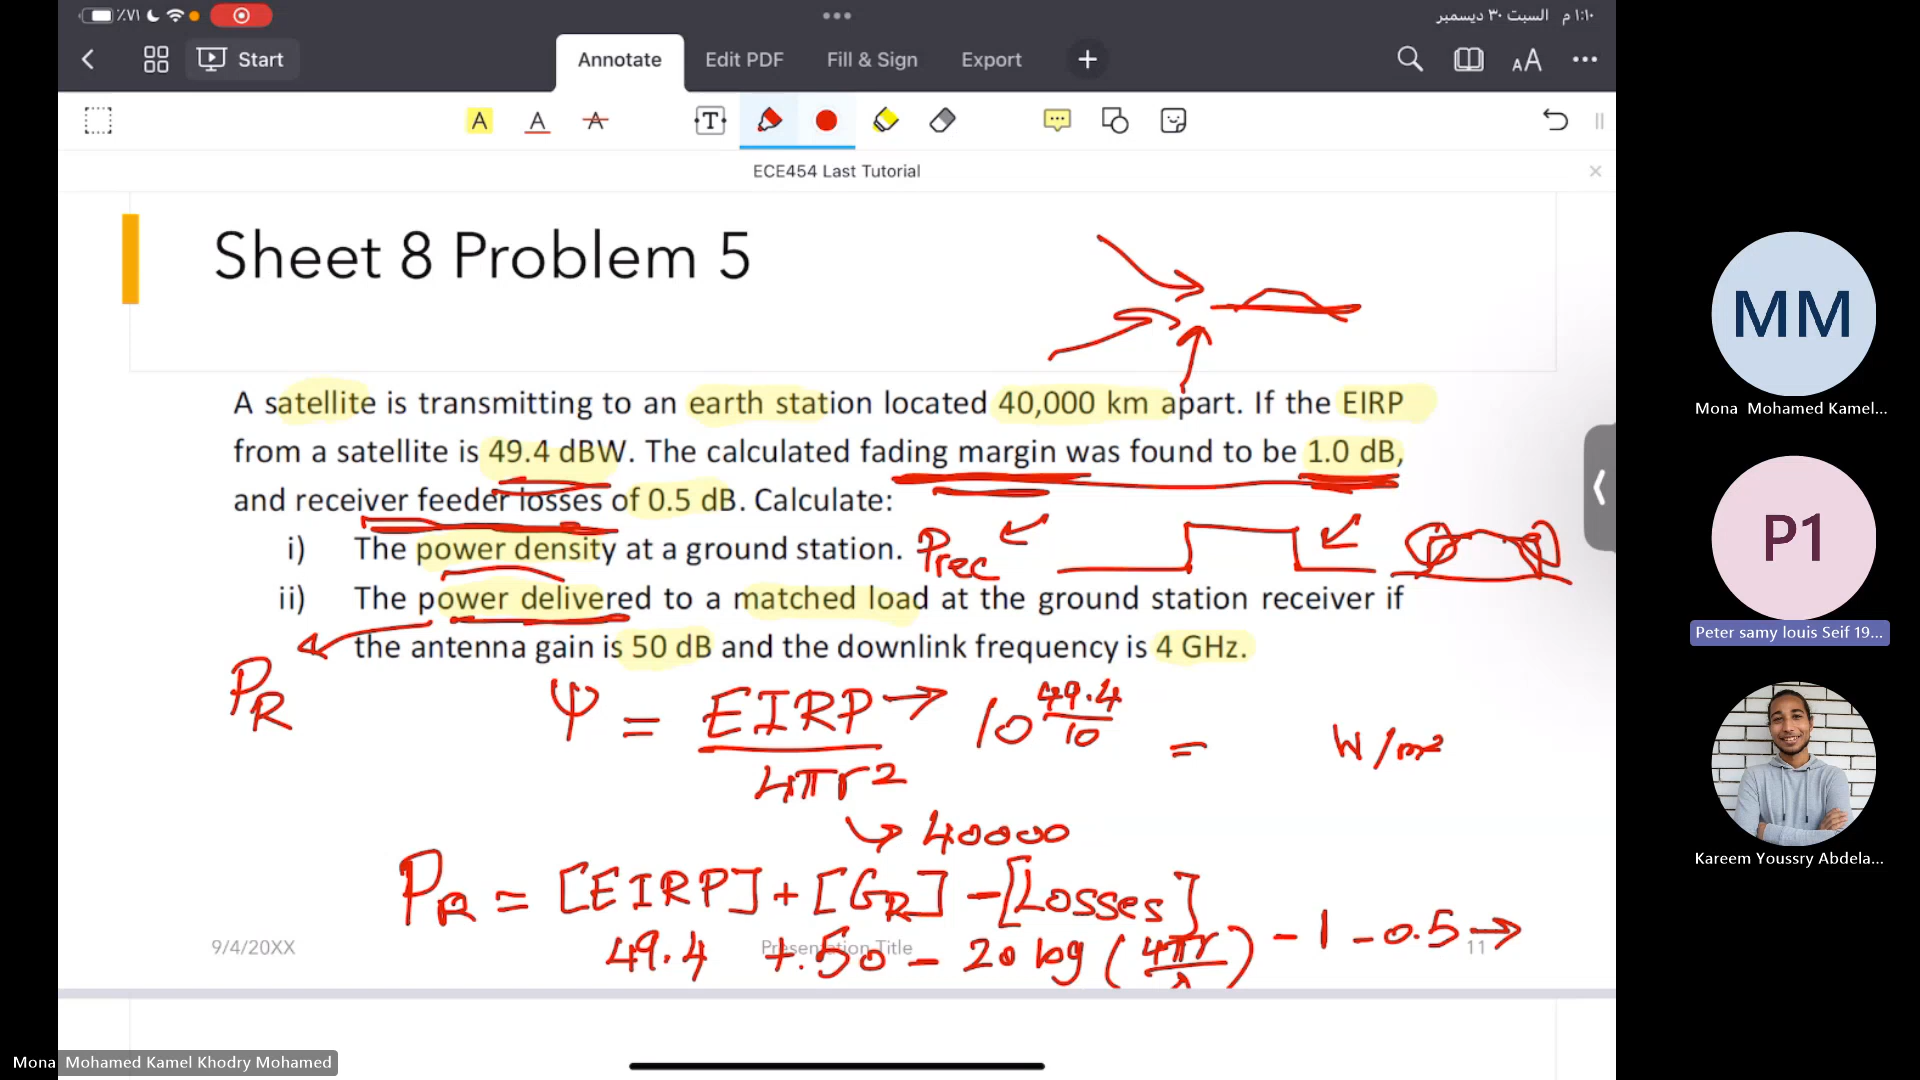 ٪٧١
١:١٠ م السبت ٣٠ ديسمبر
Start
Annotate
Edit PDF
Fill & Sign
Export
ECE454 Last Tutorial
Sheet 8 Problem 5
A satellite is transmitting to an earth station located 40,000 km apart. If the EIRP
from a satellite is 49.4 dBW. The calculated fading margin was found to be 1.0 dB,
and receiver feeder losses of 0.5 dB. Calculate:
i) The power density at a ground station.
Prec
ii) The power delivered to a matched load at the ground station receiver if
the antenna gain is 50 dB and the downlink frequency is 4 GHz.
PR
Ψ = EIRP → 10^49.4/10 = W/m²
4πr²
→ 40000
PR = [EIRP] + [GR] - [Losses]
49.4 + 50 - 20 log (4πr/λ) - 1 - 0.5 →
9/4/20XX
Presentation Title
11
MM
Mona Mohamed Kamel...
P1
Peter samy louis Seif 19...
Kareem Youssry Abdela...
Mona Mohamed Kamel Khodry Mohamed